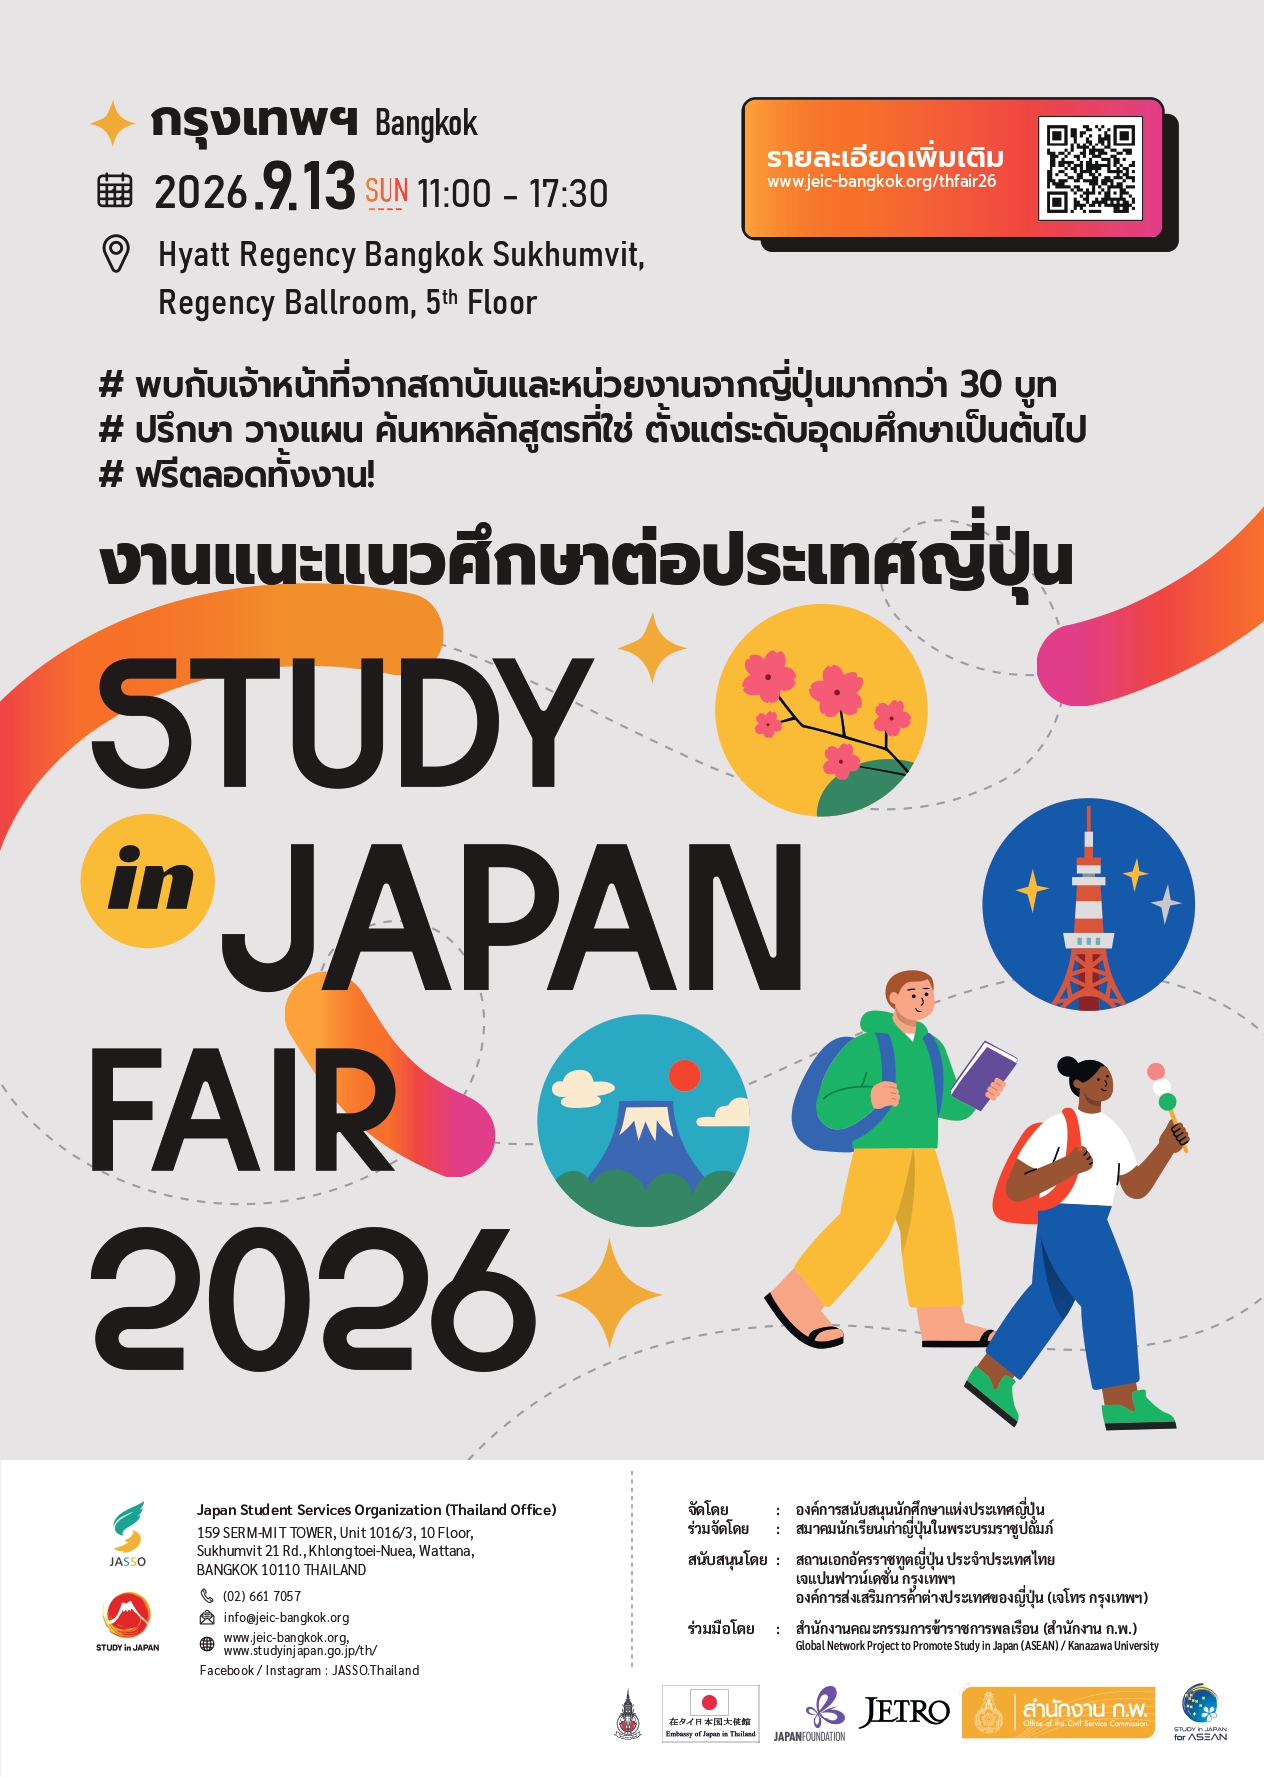 กรุงเทพฯ Bangkok
2026.9.13 SUN 11:00 - 17:30
Hyatt Regency Bangkok Sukhumvit,
Regency Ballroom, 5th Floor
รายละเอียดเพิ่มเติม
www.jeic-bangkok.org/thfair26
# พบกับเจ้าหน้าที่จากสถาบันและหน่วยงานจากญี่ปุ่นมากกว่า 30 บูท
# ปรึกษา วางแผน ค้นหาหลักสูตรที่ใช่ ตั้งแต่ระดับอุดมศึกษาเป็นต้นไป
# ฟรีตลอดทั้งงาน!
งานแนะแนวศึกษาต่อประเทศญี่ปุ่น
STUDY
in JAPAN
FAIR
2026
JASSO
STUDY in JAPAN
Japan Student Services Organization (Thailand Office)
159 SERM-MIT TOWER, Unit 1016/3, 10 Floor,
Sukhumvit 21 Rd., Khlongtoei-Nuea, Wattana,
BANGKOK 10110 THAILAND
(02) 661 7057
info@jeic-bangkok.org
www.jeic-bangkok.org,
www.studyinjapan.go.jp/th/
Facebook / Instagram : JASSO.Thailand
จัดโดย : องค์การสนับสนุนนักศึกษาแห่งประเทศญี่ปุ่น
ร่วมจัดโดย : สมาคมนักเรียนเก่าญี่ปุ่นในพระบรมราชูปถัมภ์
สนับสนุนโดย : สถานเอกอัครราชทูตญี่ปุ่น ประจำประเทศไทย
เจแปนฟาวน์เดชั่น กรุงเทพฯ
องค์การส่งเสริมการค้าต่างประเทศของญี่ปุ่น (เจโทร กรุงเทพฯ)
ร่วมมือโดย : สำนักงานคณะกรรมการข้าราชการพลเรือน (สำนักงาน ก.พ.)
Global Network Project to Promote Study in Japan (ASEAN) / Kanazawa University
在タイ日本国大使館
Embassy of Japan in Thailand
JAPANFOUNDATION
JETRO
สำนักงาน ก.พ.
Office of the Civil Service Commission
STUDY in JAPAN
for ASEAN